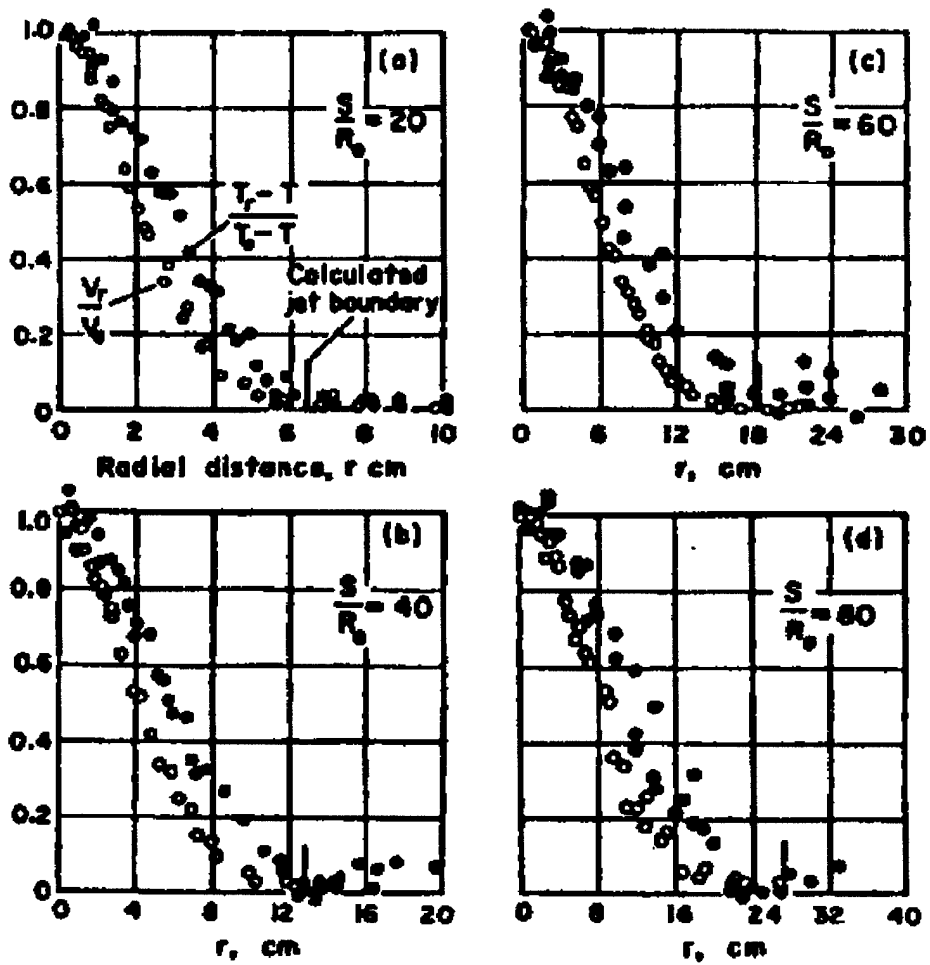 (a)
S/R₀ = 20
1.0
0.8
0.6
0.4
0.2
0
Tr − T
T₀ − T
Vr
V₀
Calculated
jet boundary
0 2 4 6 8 10
Radial distance, r cm
(c)
S/R₀ = 60
0 6 12 18 24 30
r, cm
(b)
S/R₀ = 40
1.0
0.8
0.6
0.4
0.2
0
0 4 8 12 16 20
r, cm
(d)
S/R₀ = 80
0 8 16 24 32 40
r, cm